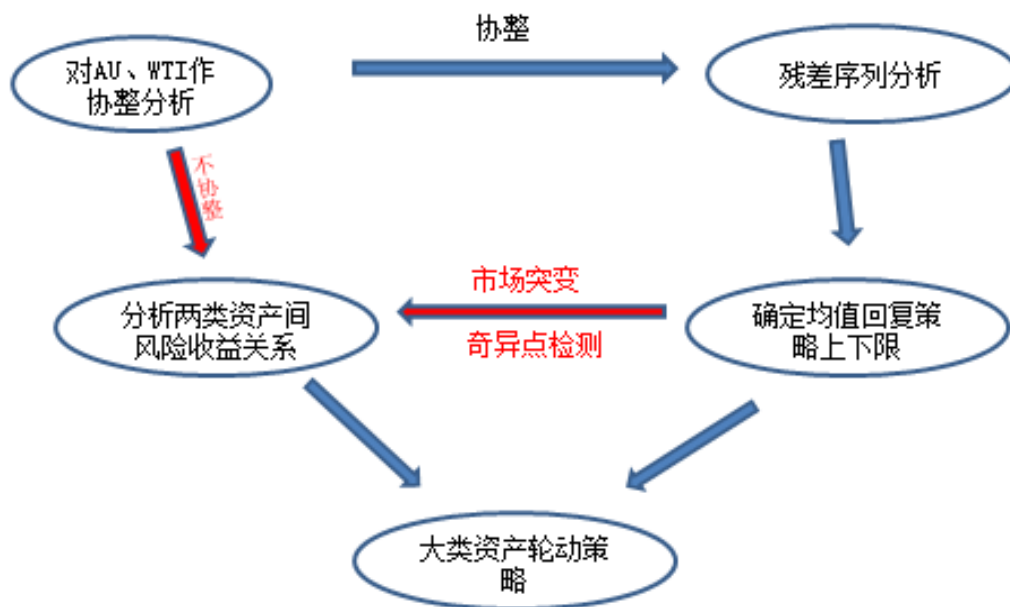 协整
对AU、WTI作
协整分析
残差序列分析
不协整
市场突变
奇异点检测
分析两类资产间
风险收益关系
确定均值回复策
略上下限
大类资产轮动策
略